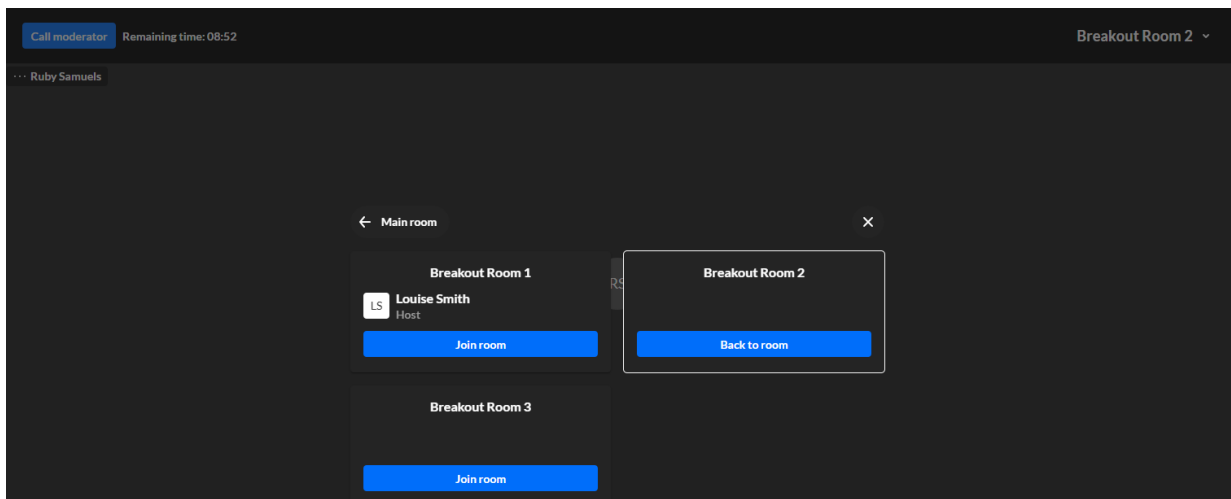 Call moderator Remaining time: 08:52
Breakout Room 2
··· Ruby Samuels
Main room
Breakout Room 1
LS Louise Smith
Host
Join room
RS
Breakout Room 2
Back to room
Breakout Room 3
Join room